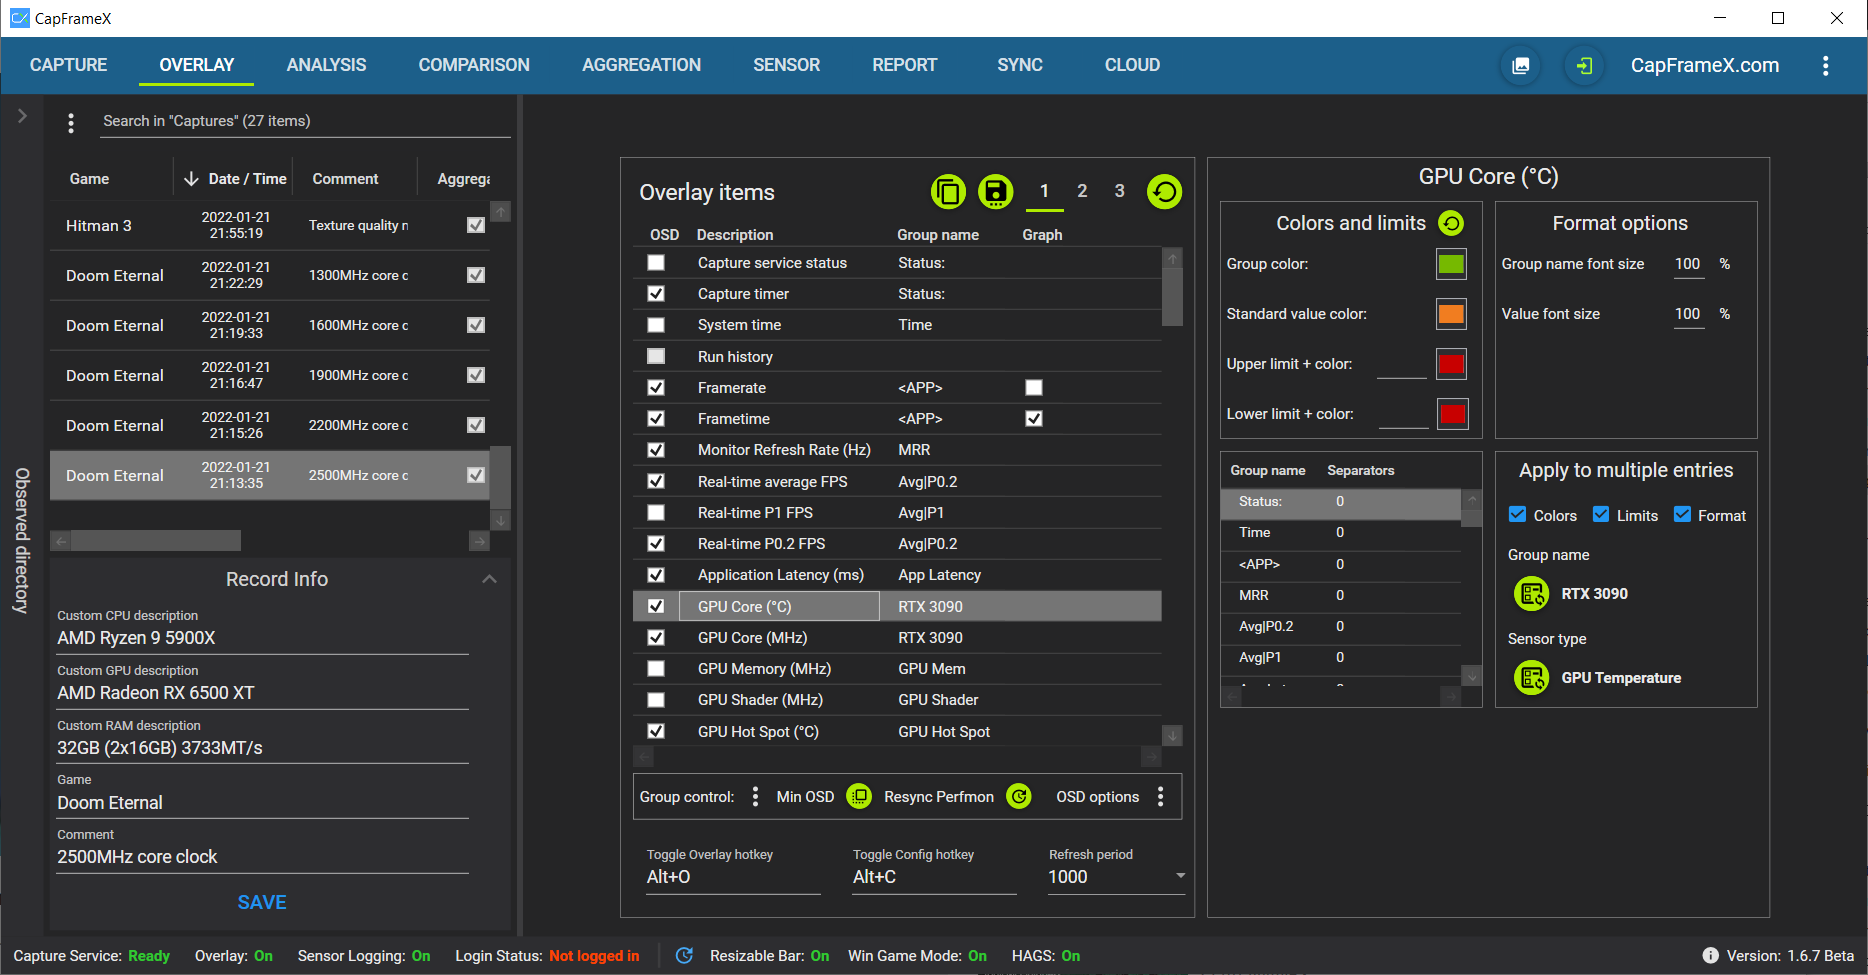 CapFrameX
CAPTURE OVERLAY ANALYSIS COMPARISON AGGREGATION SENSOR REPORT SYNC CLOUD CapFrameX.com
Observed directory
Search in "Captures" (27 items)
Game Date / Time Comment Aggrega
Hitman 3 2022-01-21 21:55:19 Texture quality n
Doom Eternal 2022-01-21 21:22:29 1300MHz core c
Doom Eternal 2022-01-21 21:19:33 1600MHz core c
Doom Eternal 2022-01-21 21:16:47 1900MHz core c
Doom Eternal 2022-01-21 21:15:26 2200MHz core c
Doom Eternal 2022-01-21 21:13:35 2500MHz core c
Record Info
Custom CPU description
AMD Ryzen 9 5900X
Custom GPU description
AMD Radeon RX 6500 XT
Custom RAM description
32GB (2x16GB) 3733MT/s
Game
Doom Eternal
Comment
2500MHz core clock
SAVE
Overlay items 1 2 3
OSD Description Group name Graph
Capture service status Status:
Capture timer Status:
System time Time
Run history
Framerate <APP>
Frametime <APP>
Monitor Refresh Rate (Hz) MRR
Real-time average FPS Avg|P0.2
Real-time P1 FPS Avg|P1
Real-time P0.2 FPS Avg|P0.2
Application Latency (ms) App Latency
GPU Core (°C) RTX 3090
GPU Core (MHz) RTX 3090
GPU Memory (MHz) GPU Mem
GPU Shader (MHz) GPU Shader
GPU Hot Spot (°C) GPU Hot Spot
Group control: Min OSD Resync Perfmon OSD options
Toggle Overlay hotkey Toggle Config hotkey Refresh period
Alt+O Alt+C 1000
GPU Core (°C)
Colors and limits
Group color:
Standard value color:
Upper limit + color:
Lower limit + color:
Format options
Group name font size 100 %
Value font size 100 %
Group name Separators
Status: 0
Time 0
<APP> 0
MRR 0
Avg|P0.2 0
Avg|P1 0
Apply to multiple entries
Colors Limits Format
Group name
RTX 3090
Sensor type
GPU Temperature
Capture Service: Ready Overlay: On Sensor Logging: On Login Status: Not logged in Resizable Bar: On Win Game Mode: On HAGS: On Version: 1.6.7 Beta